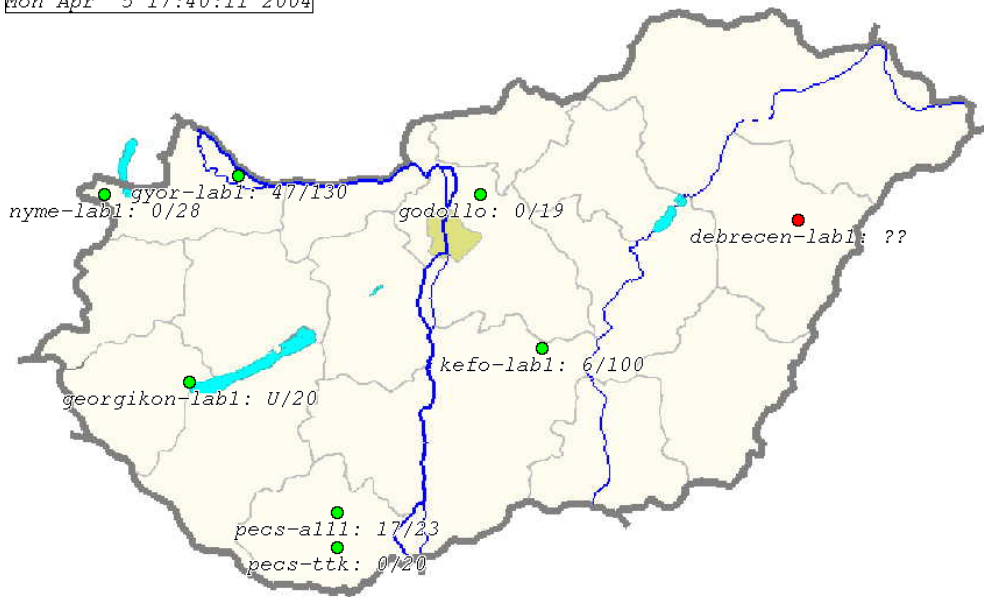 Mon Apr 5 17:40:11 2004
gyor-lab1: 47/130
nyme-lab1: 0/28
godollo: 0/19
debrecen-lab1: ??
kefo-lab1: 6/100
georgikon-lab1: U/20
pecs-a111: 17/23
pecs-ttk: 0/20